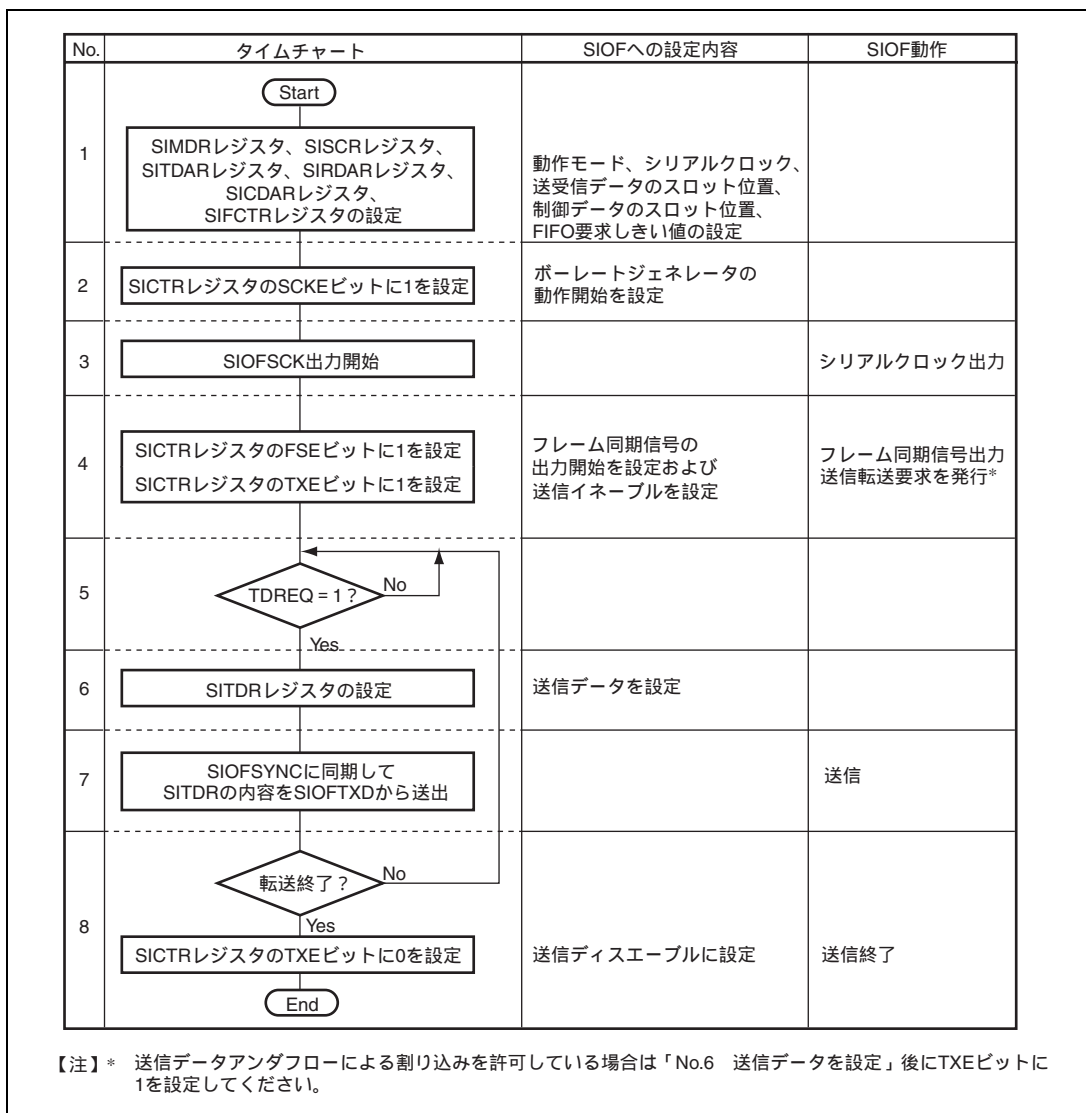 No.
タイムチャート
SIOFへの設定内容
SIOF動作
1
Start
SIMDRレジスタ、SISCRレジスタ、
SITDARレジスタ、SIRDARレジスタ、
SICDARレジスタ、
SIFCTRレジスタの設定
動作モード、シリアルクロック、
送受信データのスロット位置、
制御データのスロット位置、
FIFO要求しきい値の設定
2
SICTRレジスタのSCKEビットに1を設定
ボーレートジェネレータの
動作開始を設定
3
SIOFSCK出力開始
シリアルクロック出力
4
SICTRレジスタのFSEビットに1を設定
SICTRレジスタのTXEビットに1を設定
フレーム同期信号の
出力開始を設定および
送信イネーブルを設定
フレーム同期信号出力
送信転送要求を発行*
5
TDREQ = 1 ?
No
Yes
6
SITDRレジスタの設定
送信データを設定
7
SIOFSYNCに同期して
SITDRの内容をSIOFTXDから送出
送信
8
転送終了?
No
Yes
SICTRレジスタのTXEビットに0を設定
送信ディスエーブルに設定
送信終了
End
【注】* 送信データアンダフローによる割り込みを許可している場合は「No.6 送信データを設定」後にTXEビットに
1を設定してください。